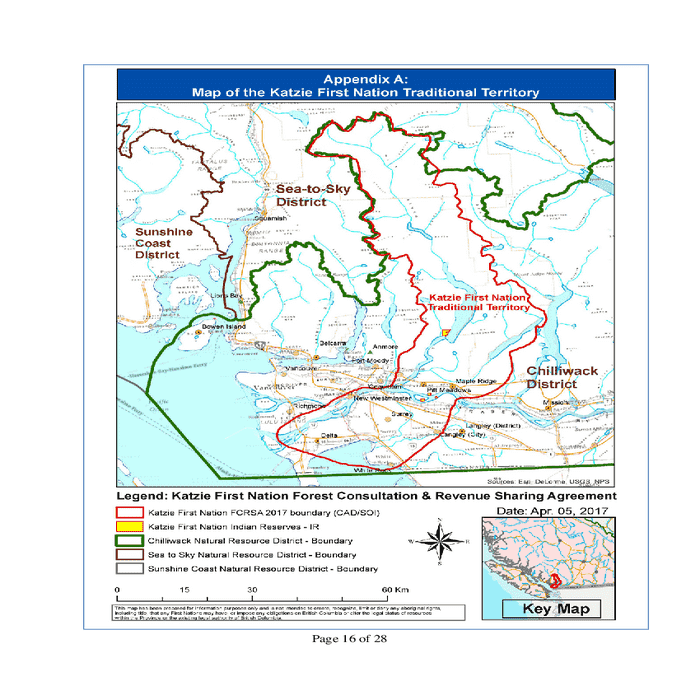 Appendix A:
Map of the Katzie First Nation Traditional Territory
Sea-to-Sky
District
Squamish
Sunshine
Coast
District
Lions Bay
Katzie First Nation
Traditional Territory
Bowen Island
Belcarra
Anmore
Port Moody
Vancouver
Chilliwack
District
Vancouver
Coquitlam
Maple Ridge
Pitt Meadows
New Westminster
Mission
Richmond
Surrey
Langley (District)
Delta
Langley (City)
White Rock
Sources: Esri, DeLorme, USGS, NPS
Legend: Katzie First Nation Forest Consultation & Revenue Sharing Agreement
Katzie First Nation FCRSA 2017 boundary (CAD/SOI)
Date: Apr. 05, 2017
Katzie First Nation Indian Reserves - IR
Chilliwack Natural Resource District - Boundary
Sea to Sky Natural Resource District - Boundary
Sunshine Coast Natural Resource District - Boundary
N
W E
S
0 15 30 60 Km
Key Map
This map has been prepared for information purposes only and is not intended to create, recognize, limit or deny any aboriginal rights,
including title, that any First Nations may have, or impose any obligations on British Columbia or alter the legal status of resources
within the Province or the existing legal authority of British Columbia.
Page 16 of 28